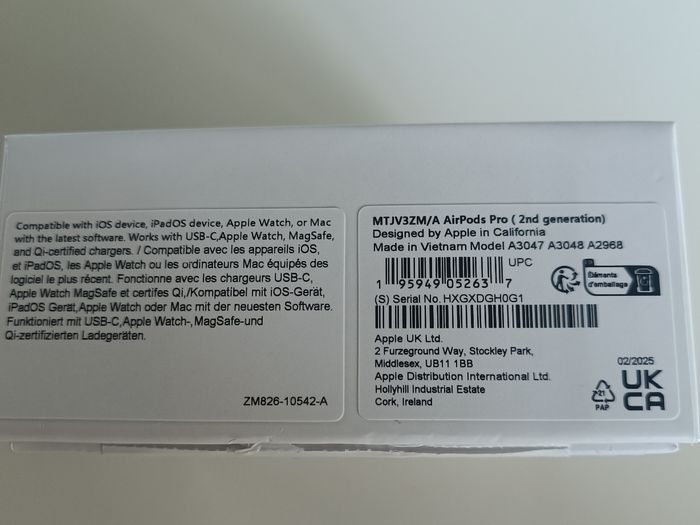 Compatible with iOS device, iPadOS device, Apple Watch, or Mac
with the latest software. Works with USB-C,Apple Watch, MagSafe,
and Qi-certified chargers. / Compatible avec les appareils iOS,
et iPadOS, les Apple Watch ou les ordinateurs Mac équipés des
logiciel le plus récent. Fonctionne avec les chargeurs USB-C,
Apple Watch MagSafe et certifes Qi,/Kompatibel mit iOS-Gerät,
iPadOS Gerät,Apple Watch oder Mac mit der neuesten Software.
Funktioniert mit USB-C,Apple Watch-,MagSafe-und
Qi-zertifizierten Ladegeräten.
ZM826-10542-A
MTJV3ZM/A AirPods Pro ( 2nd generation)
Designed by Apple in California
Made in Vietnam Model A3047 A3048 A2968
UPC
1 95949 05263 7
Éléments
d'emballage
(S) Serial No. HXGXDGH0G1
Apple UK Ltd.
2 Furzeground Way, Stockley Park,
Middlesex, UB11 1BB
Apple Distribution International Ltd.
Hollyhill Industrial Estate
Cork, Ireland
21
PAP
02/2025
UK
CA